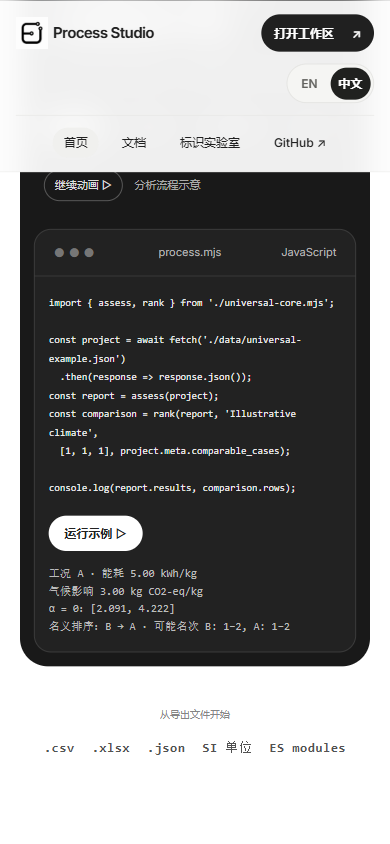 Process Studio
打开工作区 ↗
EN 中文
首页 文档 标识实验室 GitHub ↗
继续动画 ▷ 分析流程示意
process.mjs JavaScript
import { assess, rank } from './universal-core.mjs';
const project = await fetch('./data/universal-
example.json')
.then(response => response.json());
const report = assess(project);
const comparison = rank(report, 'Illustrative
climate',
[1, 1, 1], project.meta.comparable_cases);
console.log(report.results, comparison.rows);
运行示例 ▷
工况 A · 能耗 5.00 kWh/kg
气候影响 3.00 kg CO2-eq/kg
α = 0: [2.091, 4.222]
名义排序: B → A · 可能名次 B: 1–2, A: 1–2
从导出文件开始
.csv .xlsx .json SI 单位 ES modules